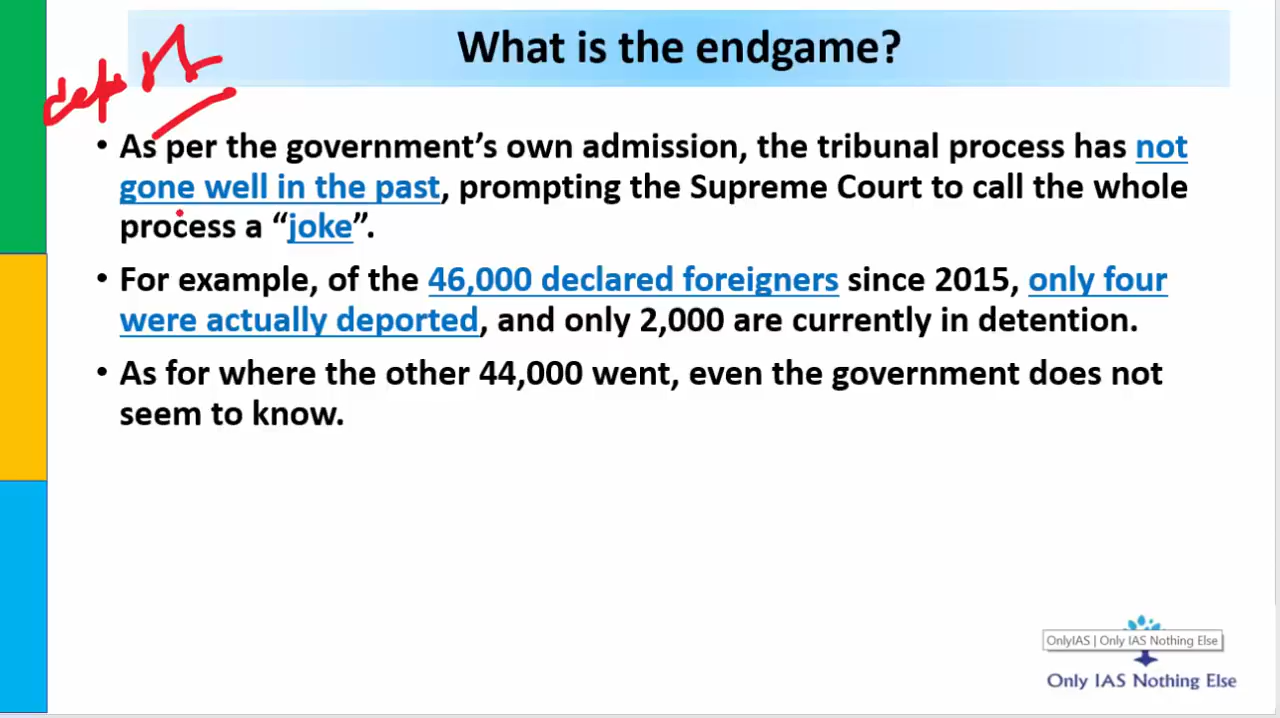 What is the endgame?
deport
• As per the government’s own admission, the tribunal process has not
gone well in the past, prompting the Supreme Court to call the whole
process a “joke”.
• For example, of the 46,000 declared foreigners since 2015, only four
were actually deported, and only 2,000 are currently in detention.
• As for where the other 44,000 went, even the government does not
seem to know.
OnlyIAS | Only IAS Nothing Else
Only IAS Nothing Else